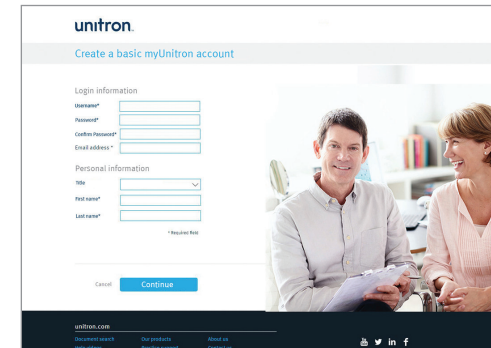 unitron.
Create a basic myUnitron account
Login information
Username*
Password*
Confirm Password*
Email address *
Personal information
Title
First name*
Last name*
* Required field
Cancel
Continue
unitron.com
Document search
Our products
About us